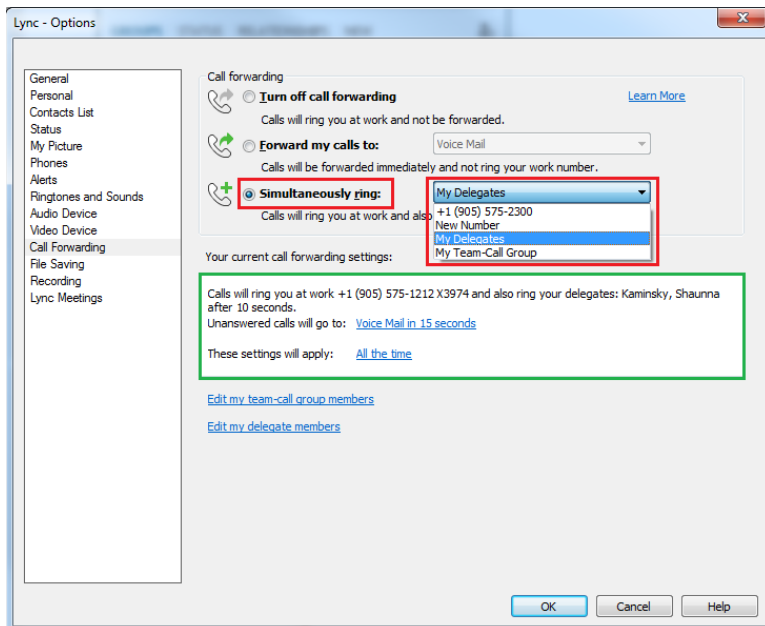 Lync - Options
General
Personal
Contacts List
Status
My Picture
Phones
Alerts
Ringtones and Sounds
Audio Device
Video Device
Call Forwarding
File Saving
Recording
Lync Meetings
Call forwarding
Turn off call forwarding
Learn More
Calls will ring you at work and not be forwarded.
Forward my calls to:
Voice Mail
Calls will be forwarded immediately and not ring your work number.
Simultaneously ring:
My Delegates
Calls will ring you at work and also
+1 (905) 575-2300
New Number
My Delegates
My Team-Call Group
Your current call forwarding settings:
Calls will ring you at work +1 (905) 575-1212 X3974 and also ring your delegates: Kaminsky, Shaunna
after 10 seconds.
Unanswered calls will go to: Voice Mail in 15 seconds
These settings will apply: All the time
Edit my team-call group members
Edit my delegate members
OK
Cancel
Help